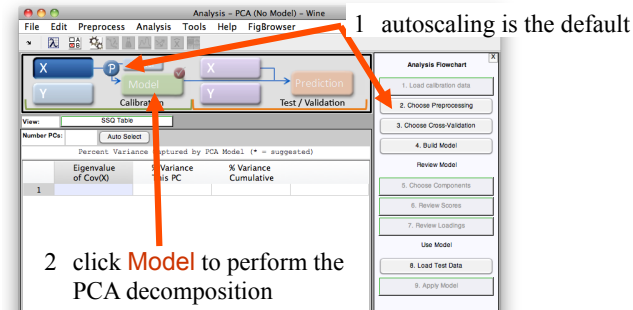 Analysis - PCA (No Model) - Wine
File Edit Preprocess Analysis Tools Help FigBrowser
1 autoscaling is the default
X
P
X
Y
Model
Y
Prediction
Calibration
Test / Validation
View: SSQ Table
Number PCs: Auto Select
Percent Variance Captured by PCA Model (* = suggested)
Eigenvalue of Cov(X)
% Variance This PC
% Variance Cumulative
1
Analysis Flowchart
X
1. Load calibration data
2. Choose Preprocessing
3. Choose Cross-Validation
4. Build Model
Review Model
5. Choose Components
6. Review Scores
7. Review Loadings
Use Model
8. Load Test Data
9. Apply Model
2 click Model to perform the
PCA decomposition